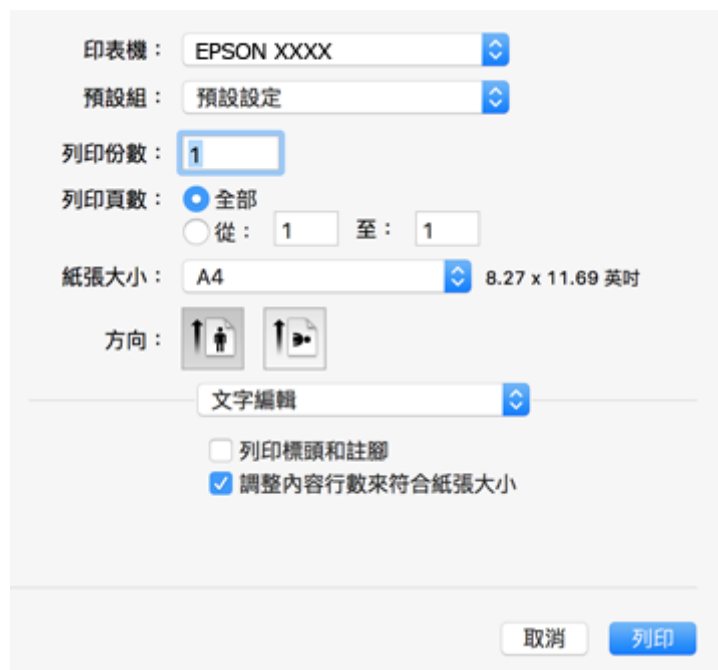 印表機： EPSON XXXX
預設組： 預設設定
列印份數： 1
列印頁數： 全部
從： 1 至： 1
紙張大小： A4 8.27 x 11.69 英吋
方向：
文字編輯
列印標頭和註腳
調整內容行數來符合紙張大小
取消 列印